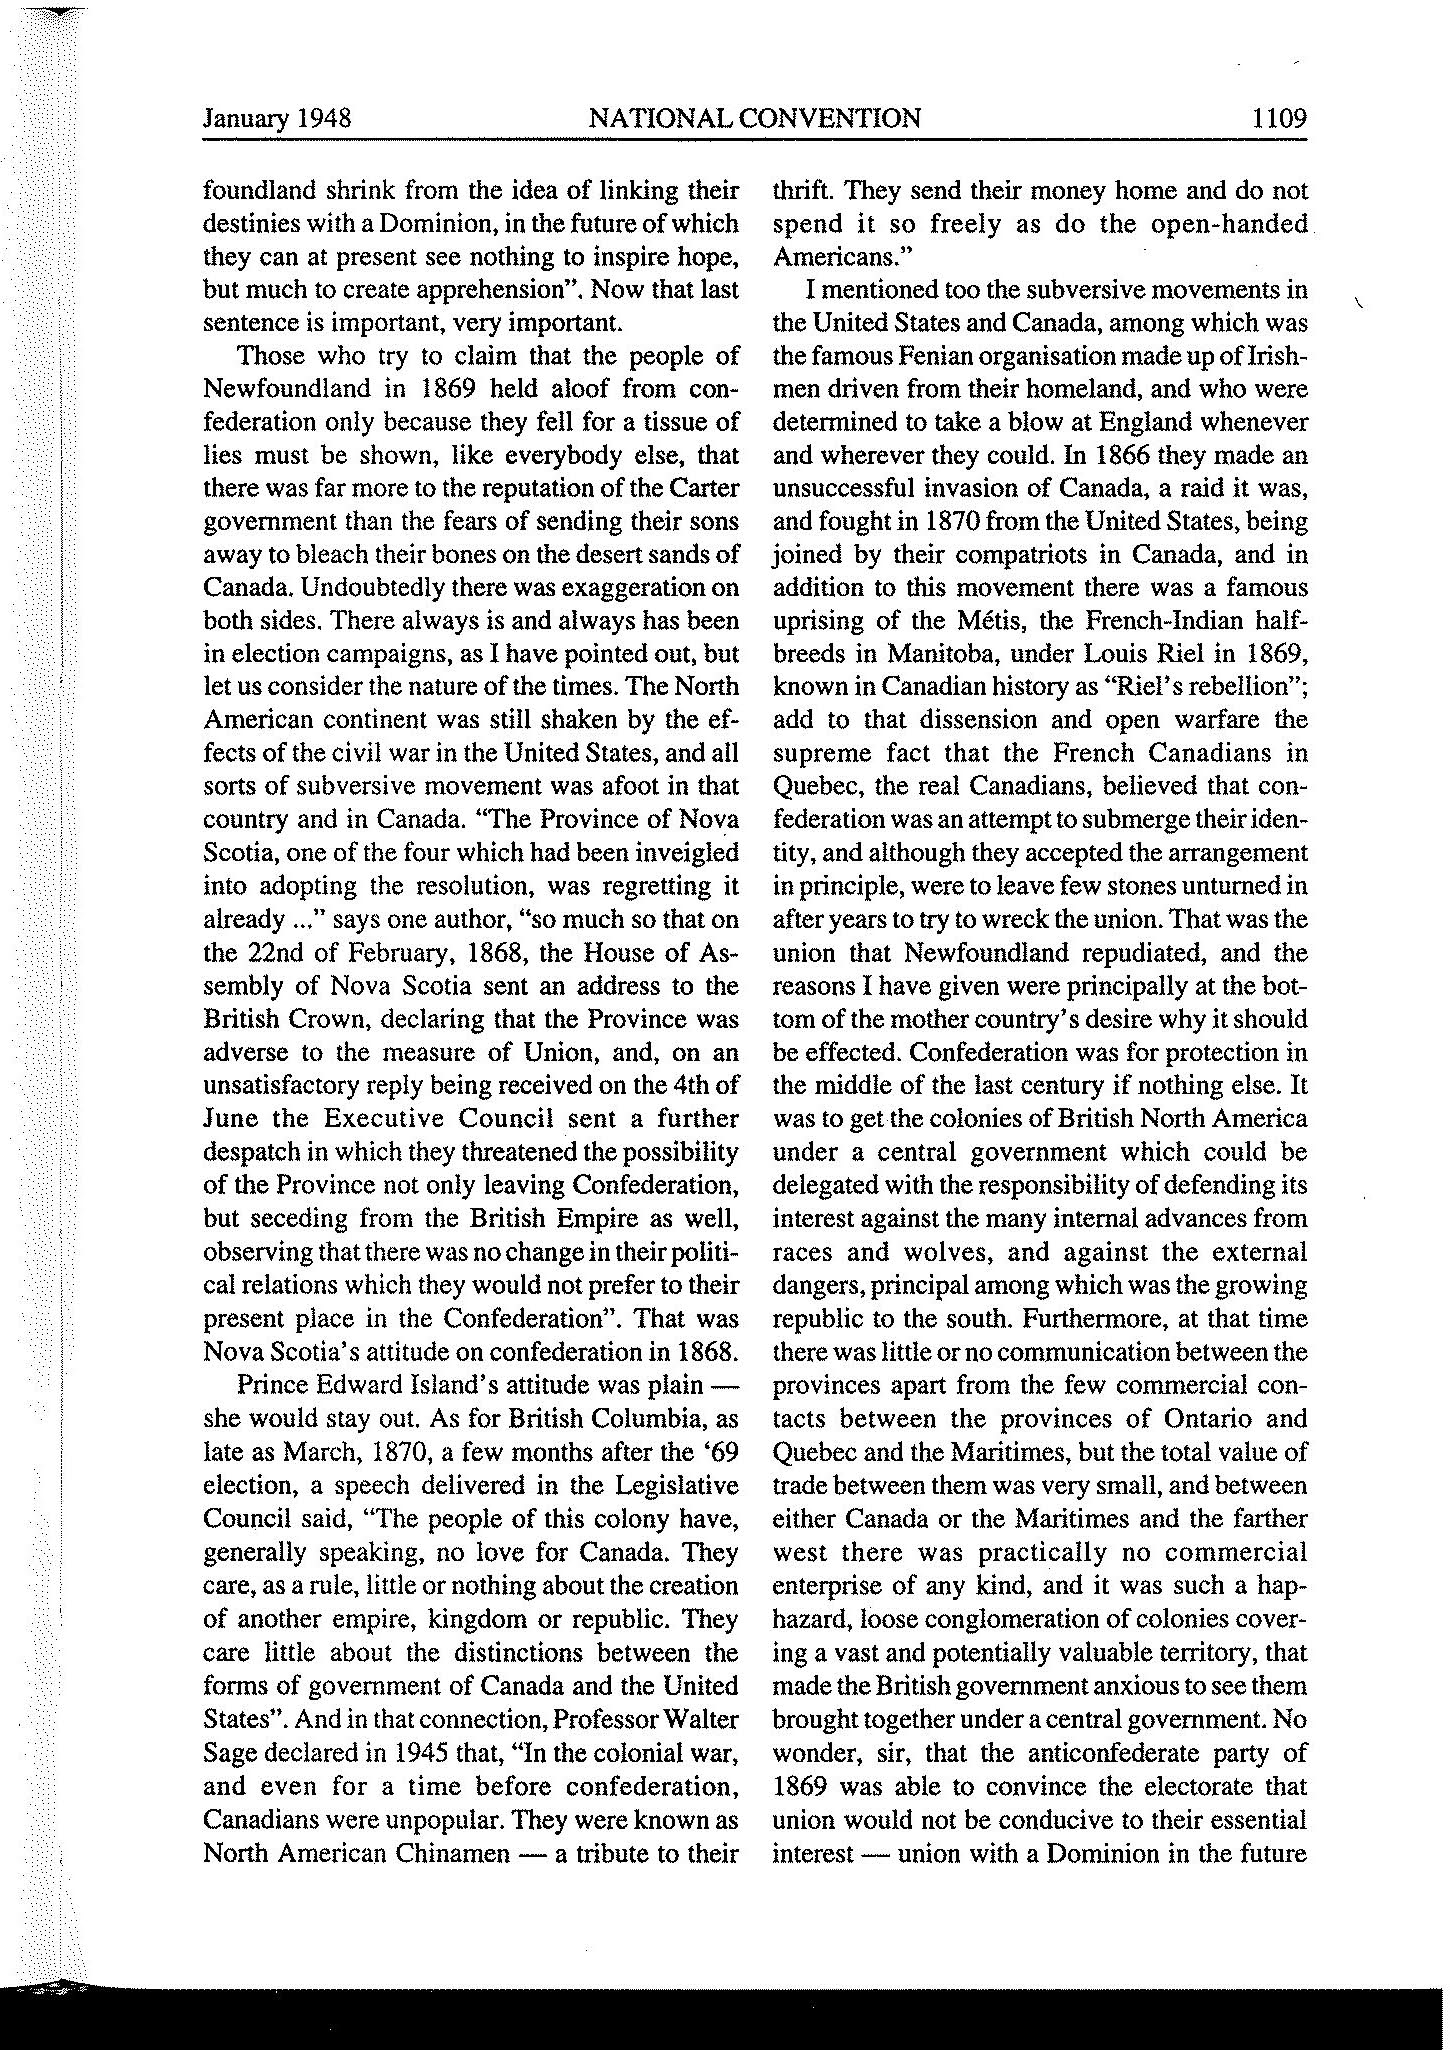 January 1948 NATIONAL CONVENTION 1109
foundland shrink from the idea of linking their
destinies with a Dominion, in the future of which
they can at present see nothing to inspire hope,
but much to create apprehension”. Now that last
sentence is important, very important.
Those who try to claim that the people of
Newfoundland in 1869 held aloof from con-
federation only because they fell for a tissue of
lies must be shown, like everybody else, that
there was far more to the reputation of the Carter
government than the fears of sending their sons
away to bleach their bones on the desert sands of
Canada. Undoubtedly there was exaggeration on
both sides. There always is and always has been
in election campaigns, as I have pointed out, but
let us consider the nature of the times. The North
American continent was still shaken by the ef-
fects of the civil war in the United States, and all
sorts of subversive movement was afoot in that
country and in Canada. “The Province of Nova
Scotia, one of the four which had been inveigled
into adopting the resolution, was regretting it
already ...” says one author, “so much so that on
the 22nd of February, 1868, the House of As-
sembly of Nova Scotia sent an address to the
British Crown, declaring that the Province was
adverse to the measure of Union, and, on an
unsatisfactory reply being received on the 4th of
June the Executive Council sent a further
despatch in which they threatened the possibility
of the Province not only leaving Confederation,
but seceding from the British Empire as well,
observing that there was no change in their politi-
cal relations which they would not prefer to their
present place in the Confederation”. That was
Nova Scotia's attitude on confederation in 1868.
Prince Edward Island's attitude was plain —
she would stay out. As for British Columbia, as
late as March, 1870, a few months after the ‘69
election, a speech delivered in the Legislative
Council said, “The people of this colony have,
generally speaking, no love for Canada. They
care, as a rule, little or nothing about the creation
of another empire, kingdom or republic. They
care little about the distinctions between the
forms of government of Canada and the United
States”. And in that connection, Professor Walter
Sage declared in 1945 that, “In the colonial war,
and even for a time before confederation,
Canadians were unpopular. They were known as
North American Chinamen — a tribute to their
thrift. They send their money home and do not
spend it so freely as do the open-handed
Americans.”
I mentioned too the subversive movements in
the United States and Canada, among which was
the famous Fenian organisation made up of Irish-
men driven from their homeland, and who were
determined to take a blow at England whenever
and wherever they could. In 1866 they made an
unsuccessful invasion of Canada, a raid it was,
and fought in 1870 from the United States, being
joined by their compatriots in Canada, and in
addition to this movement there was a famous
uprising of the Métis, the French-Indian half-
breeds in Manitoba, under Louis Riel in 1869,
known in Canadian history as “Riel's rebellion”;
add to that dissension and open warfare the
supreme fact that the French Canadians in
Quebec, the real Canadians, believed that con-
federation was an attempt to submerge their iden-
tity, and although they accepted the arrangement
in principle, were to leave few stones unturned in
after years to try to wreck the union. That was the
union that Newfoundland repudiated, and the
reasons I have given were principally at the bot-
tom of the mother country's desire why it should
be effected. Confederation was for protection in
the middle of the last century if nothing else. It
was to get the colonies of British North America
under a central government which could be
delegated with the responsibility of defending its
interest against the many internal advances from
races and wolves, and against the external
dangers, principal among which was the growing
republic to the south. Furthermore, at that time
there was little or no communication between the
provinces apart from the few commercial con-
tacts between the provinces of Ontario and
Quebec and the Maritimes, but the total value of
trade between them was very small, and between
either Canada or the Maritimes and the farther
west there was practically no commercial
enterprise of any kind, and it was such a hap-
hazard, loose conglomeration of colonies cover-
ing a vast and potentially valuable territory, that
made the British government anxious to see them
brought together under a central government. No
wonder, sir, that the anticonfederate party of
1869 was able to convince the electorate that
union would not be conducive to their essential
interest — union with a Dominion in the future